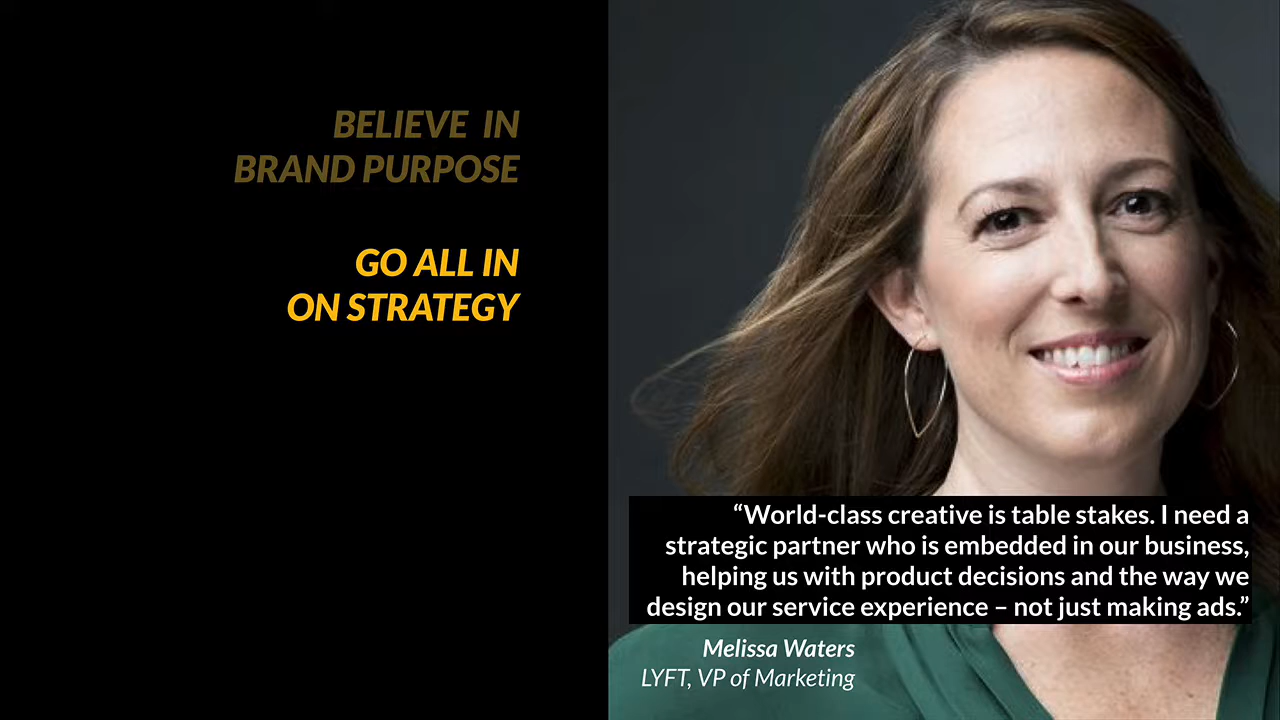 BELIEVE IN
BRAND PURPOSE
GO ALL IN
ON STRATEGY
“World-class creative is table stakes. I need a
strategic partner who is embedded in our business,
helping us with product decisions and the way we
design our service experience – not just making ads.”
Melissa Waters
LYFT, VP of Marketing